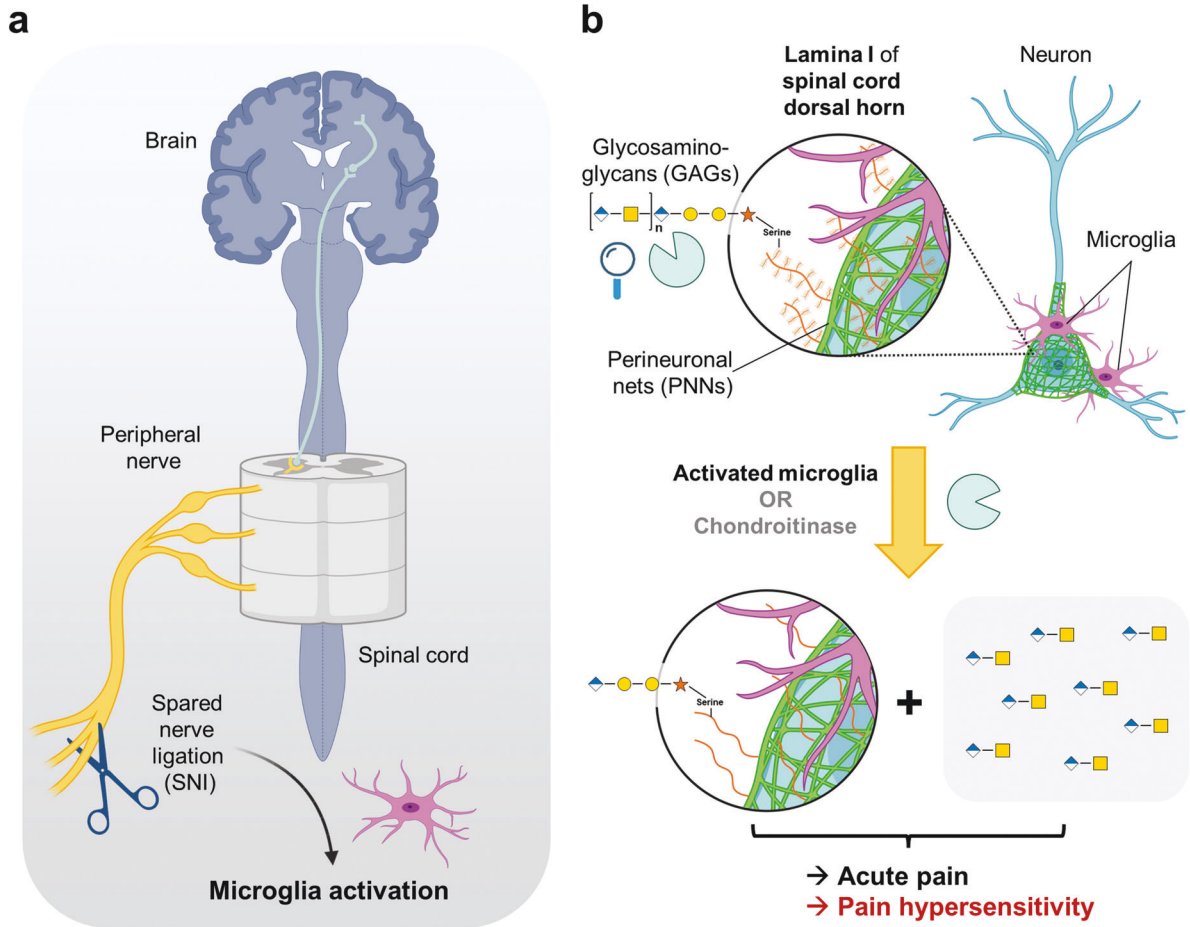 a
Brain
Peripheral
nerve
Spinal cord
Spared
nerve
ligation
(SNI)
Microglia activation
b
Lamina I of
spinal cord
dorsal horn
Neuron
Glycosamino-
glycans (GAGs)
n
Serine
Microglia
Perineuronal
nets (PNNs)
Activated microglia
OR
Chondroitinase
Serine
+
→ Acute pain
→ Pain hypersensitivity